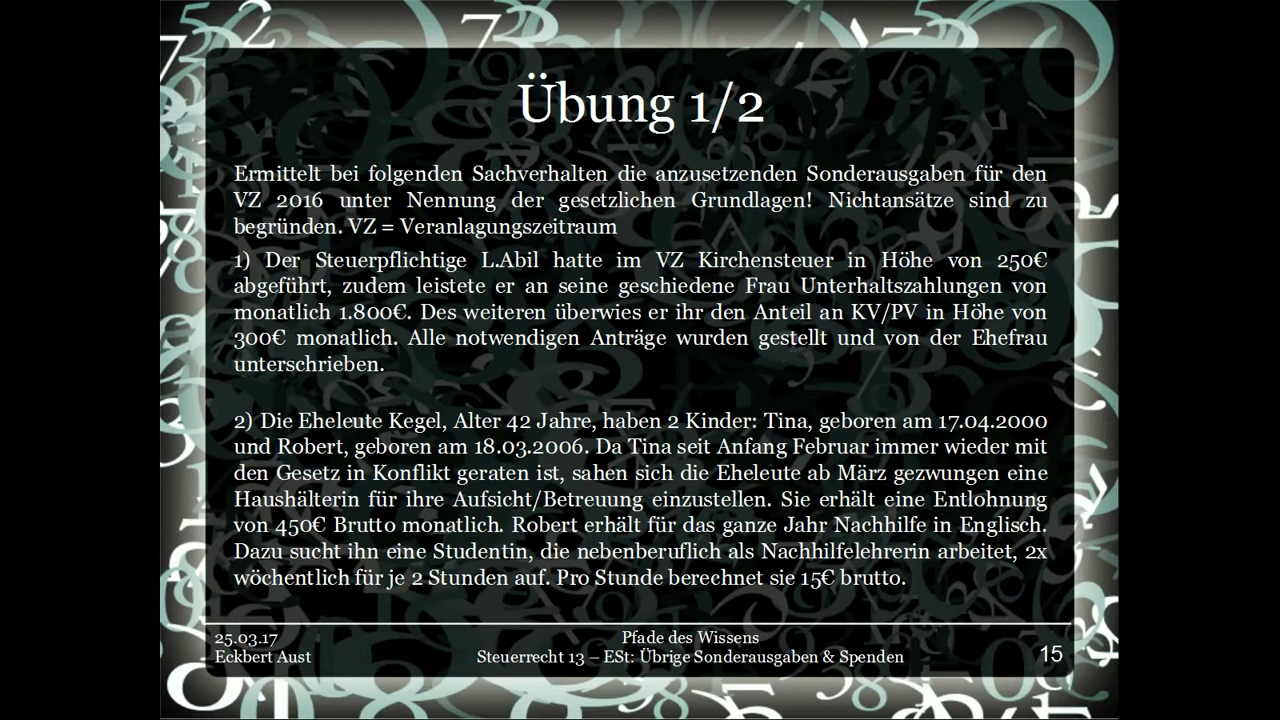 Übung 1/2
Ermittelt bei folgenden Sachverhalten die anzusetzenden Sonderausgaben für den
VZ 2016 unter Nennung der gesetzlichen Grundlagen! Nichtansätze sind zu
begründen. VZ = Veranlagungszeitraum
1) Der Steuerpflichtige L.Abil hatte im VZ Kirchensteuer in Höhe von 250€
abgeführt, zudem leistete er an seine geschiedene Frau Unterhaltszahlungen von
monatlich 1.800€. Des weiteren überwies er ihr den Anteil an KV/PV in Höhe von
300€ monatlich. Alle notwendigen Anträge wurden gestellt und von der Ehefrau
unterschrieben.
2) Die Eheleute Kegel, Alter 42 Jahre, haben 2 Kinder: Tina, geboren am 17.04.2000
und Robert, geboren am 18.03.2006. Da Tina seit Anfang Februar immer wieder mit
den Gesetz in Konflikt geraten ist, sahen sich die Eheleute ab März gezwungen eine
Haushälterin für ihre Aufsicht/Betreuung einzustellen. Sie erhält eine Entlohnung
von 450€ Brutto monatlich. Robert erhält für das ganze Jahr Nachhilfe in Englisch.
Dazu sucht ihn eine Studentin, die nebenberuflich als Nachhilfelehrerin arbeitet, 2x
wöchentlich für je 2 Stunden auf. Pro Stunde berechnet sie 15€ brutto.
25.03.17
Eckbert Aust
Pfade des Wissens
Steuerrecht 13 – ESt: Übrige Sonderausgaben & Spenden
15